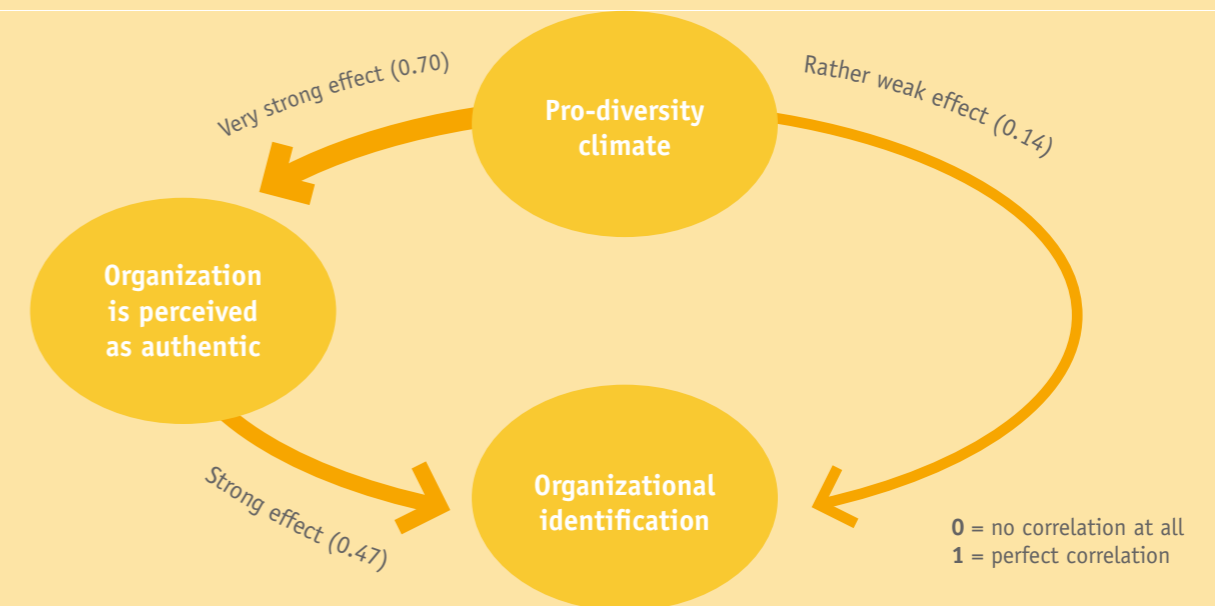 Very strong effect (0.70)
Pro-diversity
climate
Rather weak effect (0.14)
Organization
is perceived
as authentic
Strong effect (0.47)
Organizational
identification
0 = no correlation at all
1 = perfect correlation